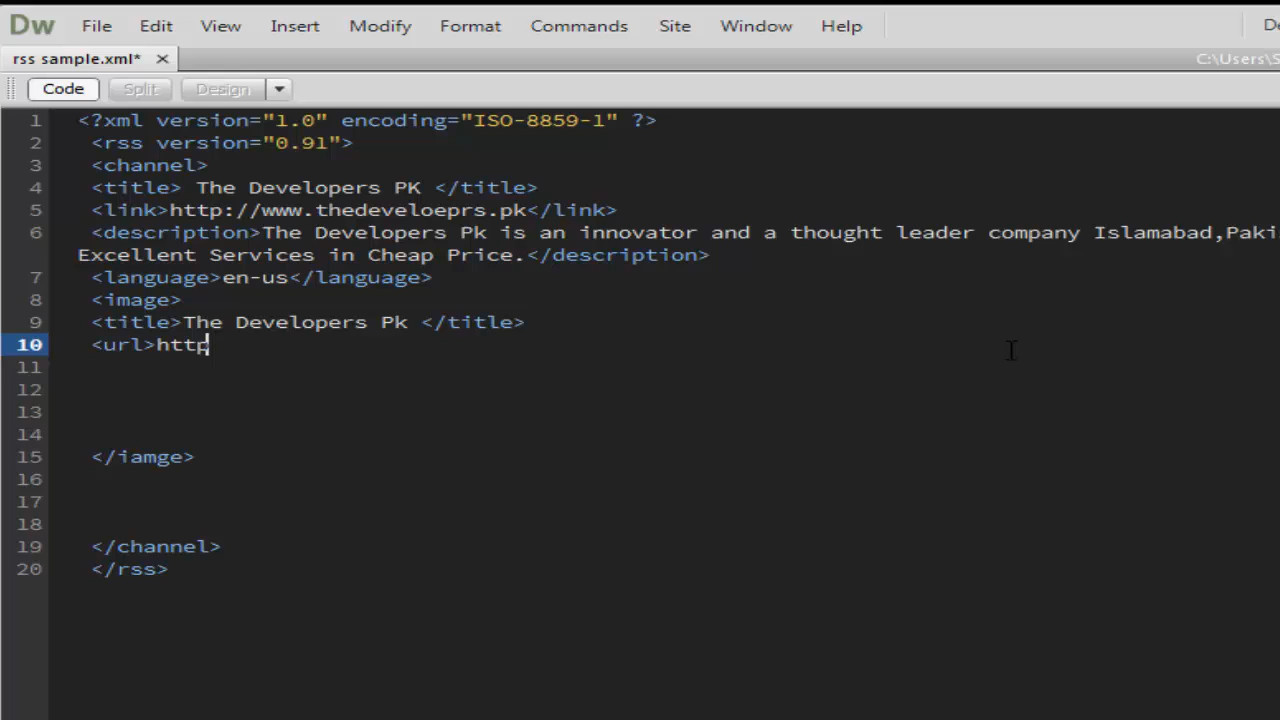 Dw File Edit View Insert Modify Format Commands Site Window Help
rss sample.xml* C:\Users\S
Code Split Design
1 <?xml version="1.0" encoding="ISO-8859-1" ?>
2 <rss version="0.91">
3 <channel>
4 <title> The Developers PK </title>
5 <link>http://www.thedeveloeprs.pk</link>
6 <description>The Developers Pk is an innovator and a thought leader company Islamabad,Paki
Excellent Services in Cheap Price.</description>
7 <language>en-us</language>
8 <image>
9 <title>The Developers Pk </title>
10 <url>http
11
12
13
14
15 </iamge>
16
17
18
19 </channel>
20 </rss>